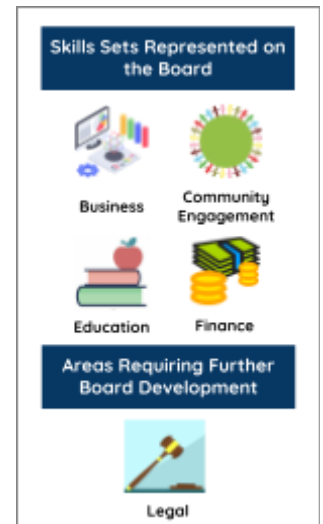 Skills Sets Represented on
the Board
Business
Community
Engagement
Education
Finance
Areas Requiring Further
Board Development
Legal